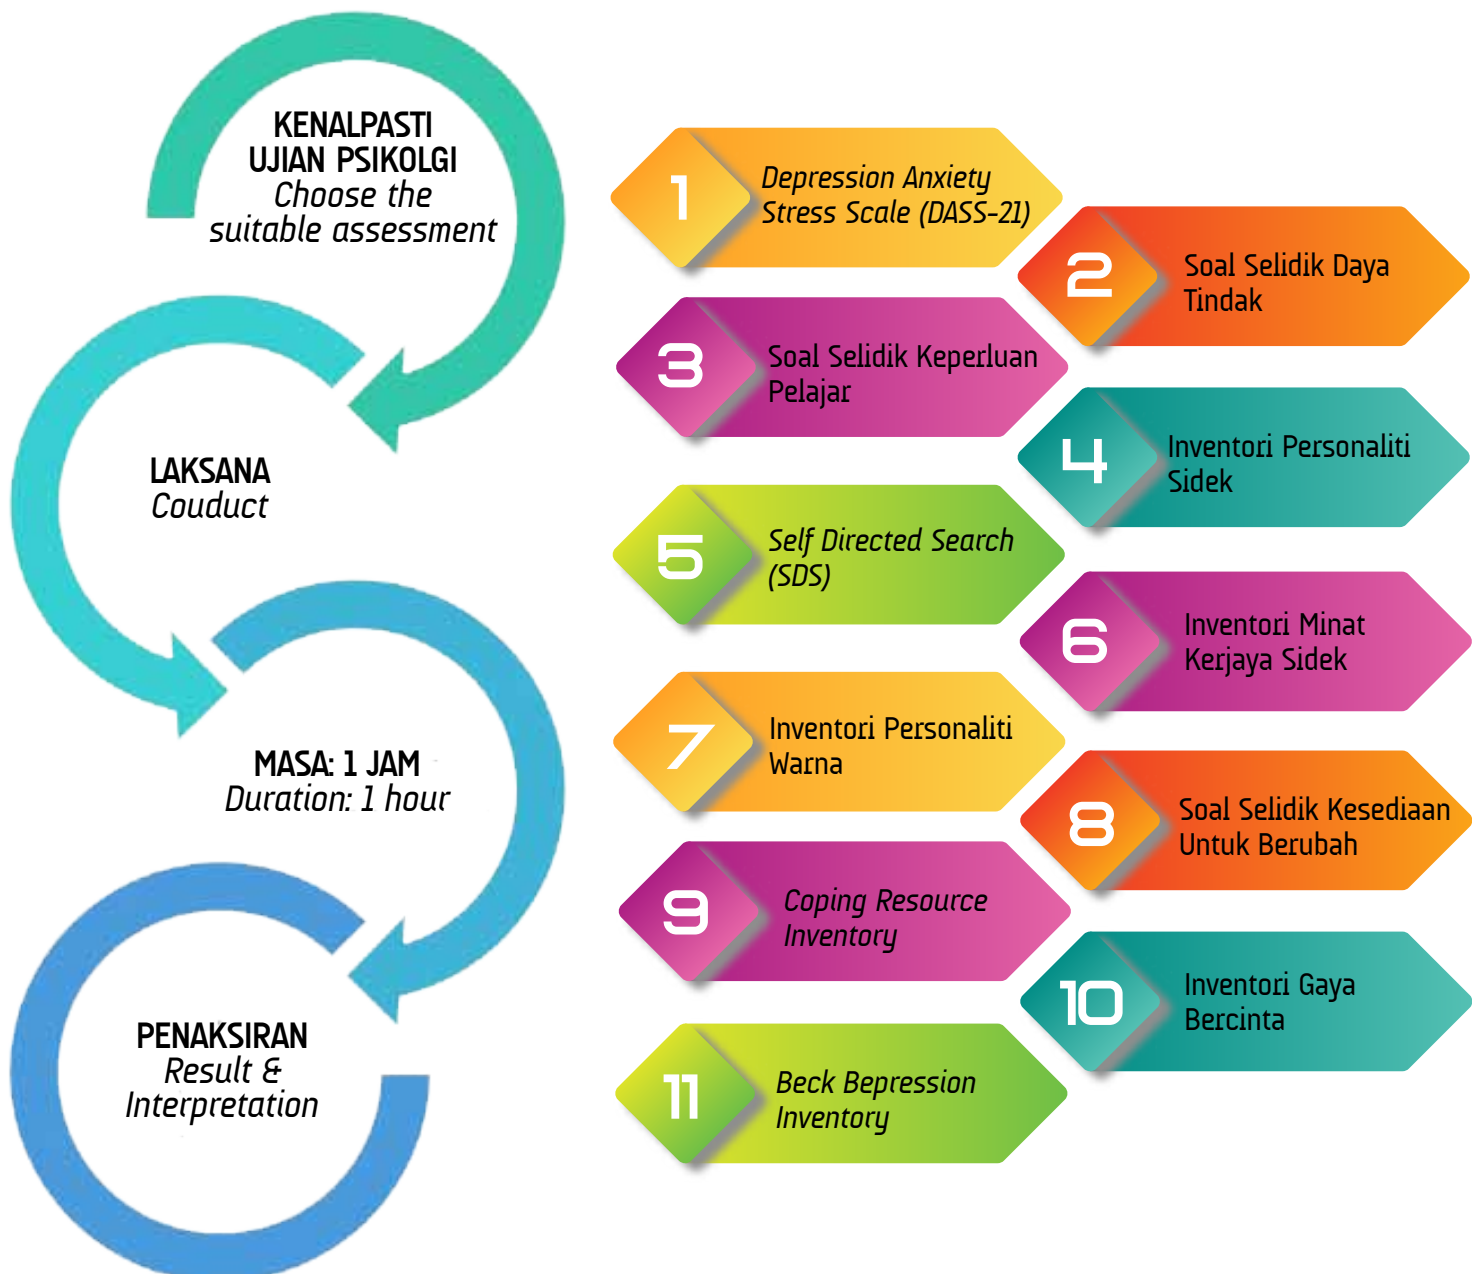 KENALPASTI
UJIAN PSIKOLGI
Choose the
suitable assessment
LAKSANA
Couduct
MASA: 1 JAM
Duration: 1 hour
PENAKSIRAN
Result &
Interpretation
1
Depression Anxiety
Stress Scale (DASS-21)
2
Soal Selidik Daya
Tindak
3
Soal Selidik Keperluan
Pelajar
4
Inventori Personaliti
Sidek
5
Self Directed Search
(SDS)
6
Inventori Minat
Kerjaya Sidek
7
Inventori Personaliti
Warna
8
Soal Selidik Kesediaan
Untuk Berubah
9
Coping Resource
Inventory
10
Inventori Gaya
Bercinta
11
Beck Bepression
Inventory